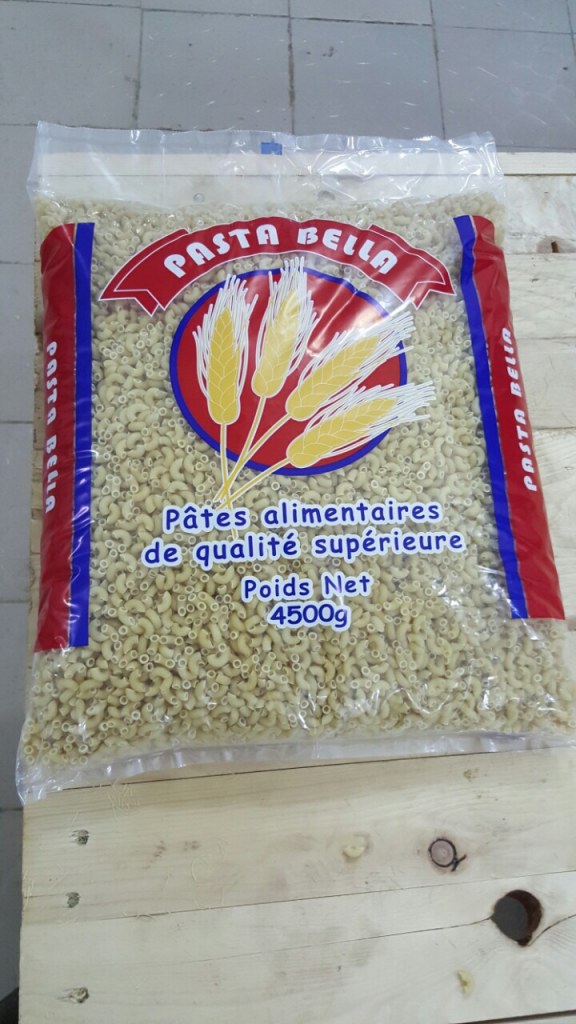 PASTA BELLA
PASTA BELLA
PASTA BELLA
Pâtes alimentaires
de qualité supérieure
Poids Net
4500g